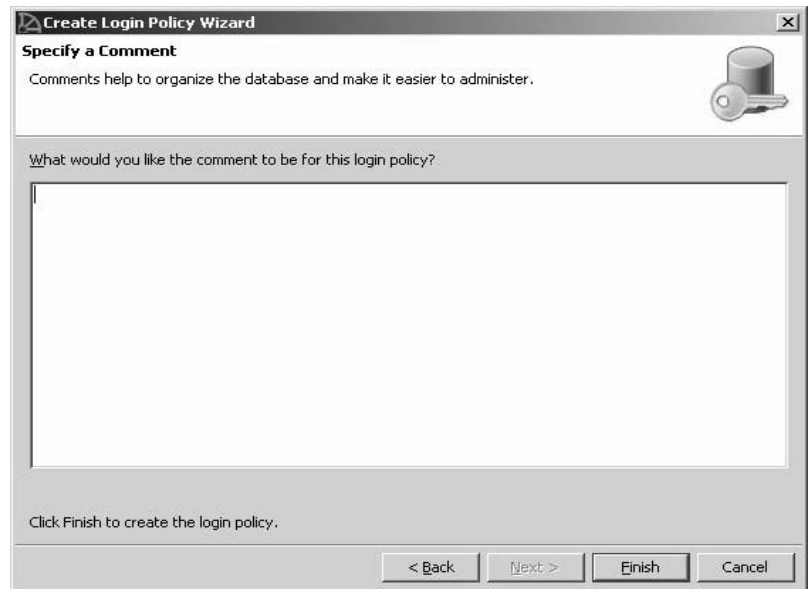 Create Login Policy Wizard
Specify a Comment
Comments help to organize the database and make it easier to administer.
What would you like the comment to be for this login policy?
Click Finish to create the login policy.
< Back Next > Finish Cancel